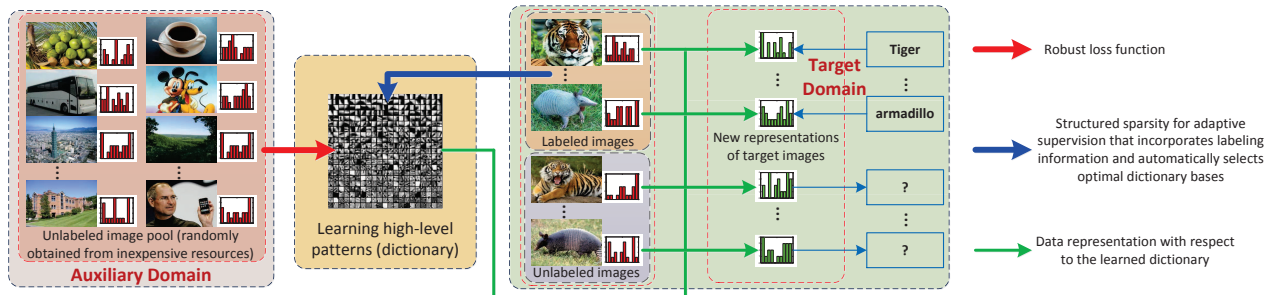 Unlabeled image pool (randomly
obtained from inexpensive resources)
Auxiliary Domain
Learning high-level
patterns (dictionary)
Labeled images
Unlabeled images
New representations
of target images
Target
Domain
Tiger
armadillo
?
?
Robust loss function
Structured sparsity for adaptive
supervision that incorporates labeling
information and automatically selects
optimal dictionary bases
Data representation with respect
to the learned dictionary